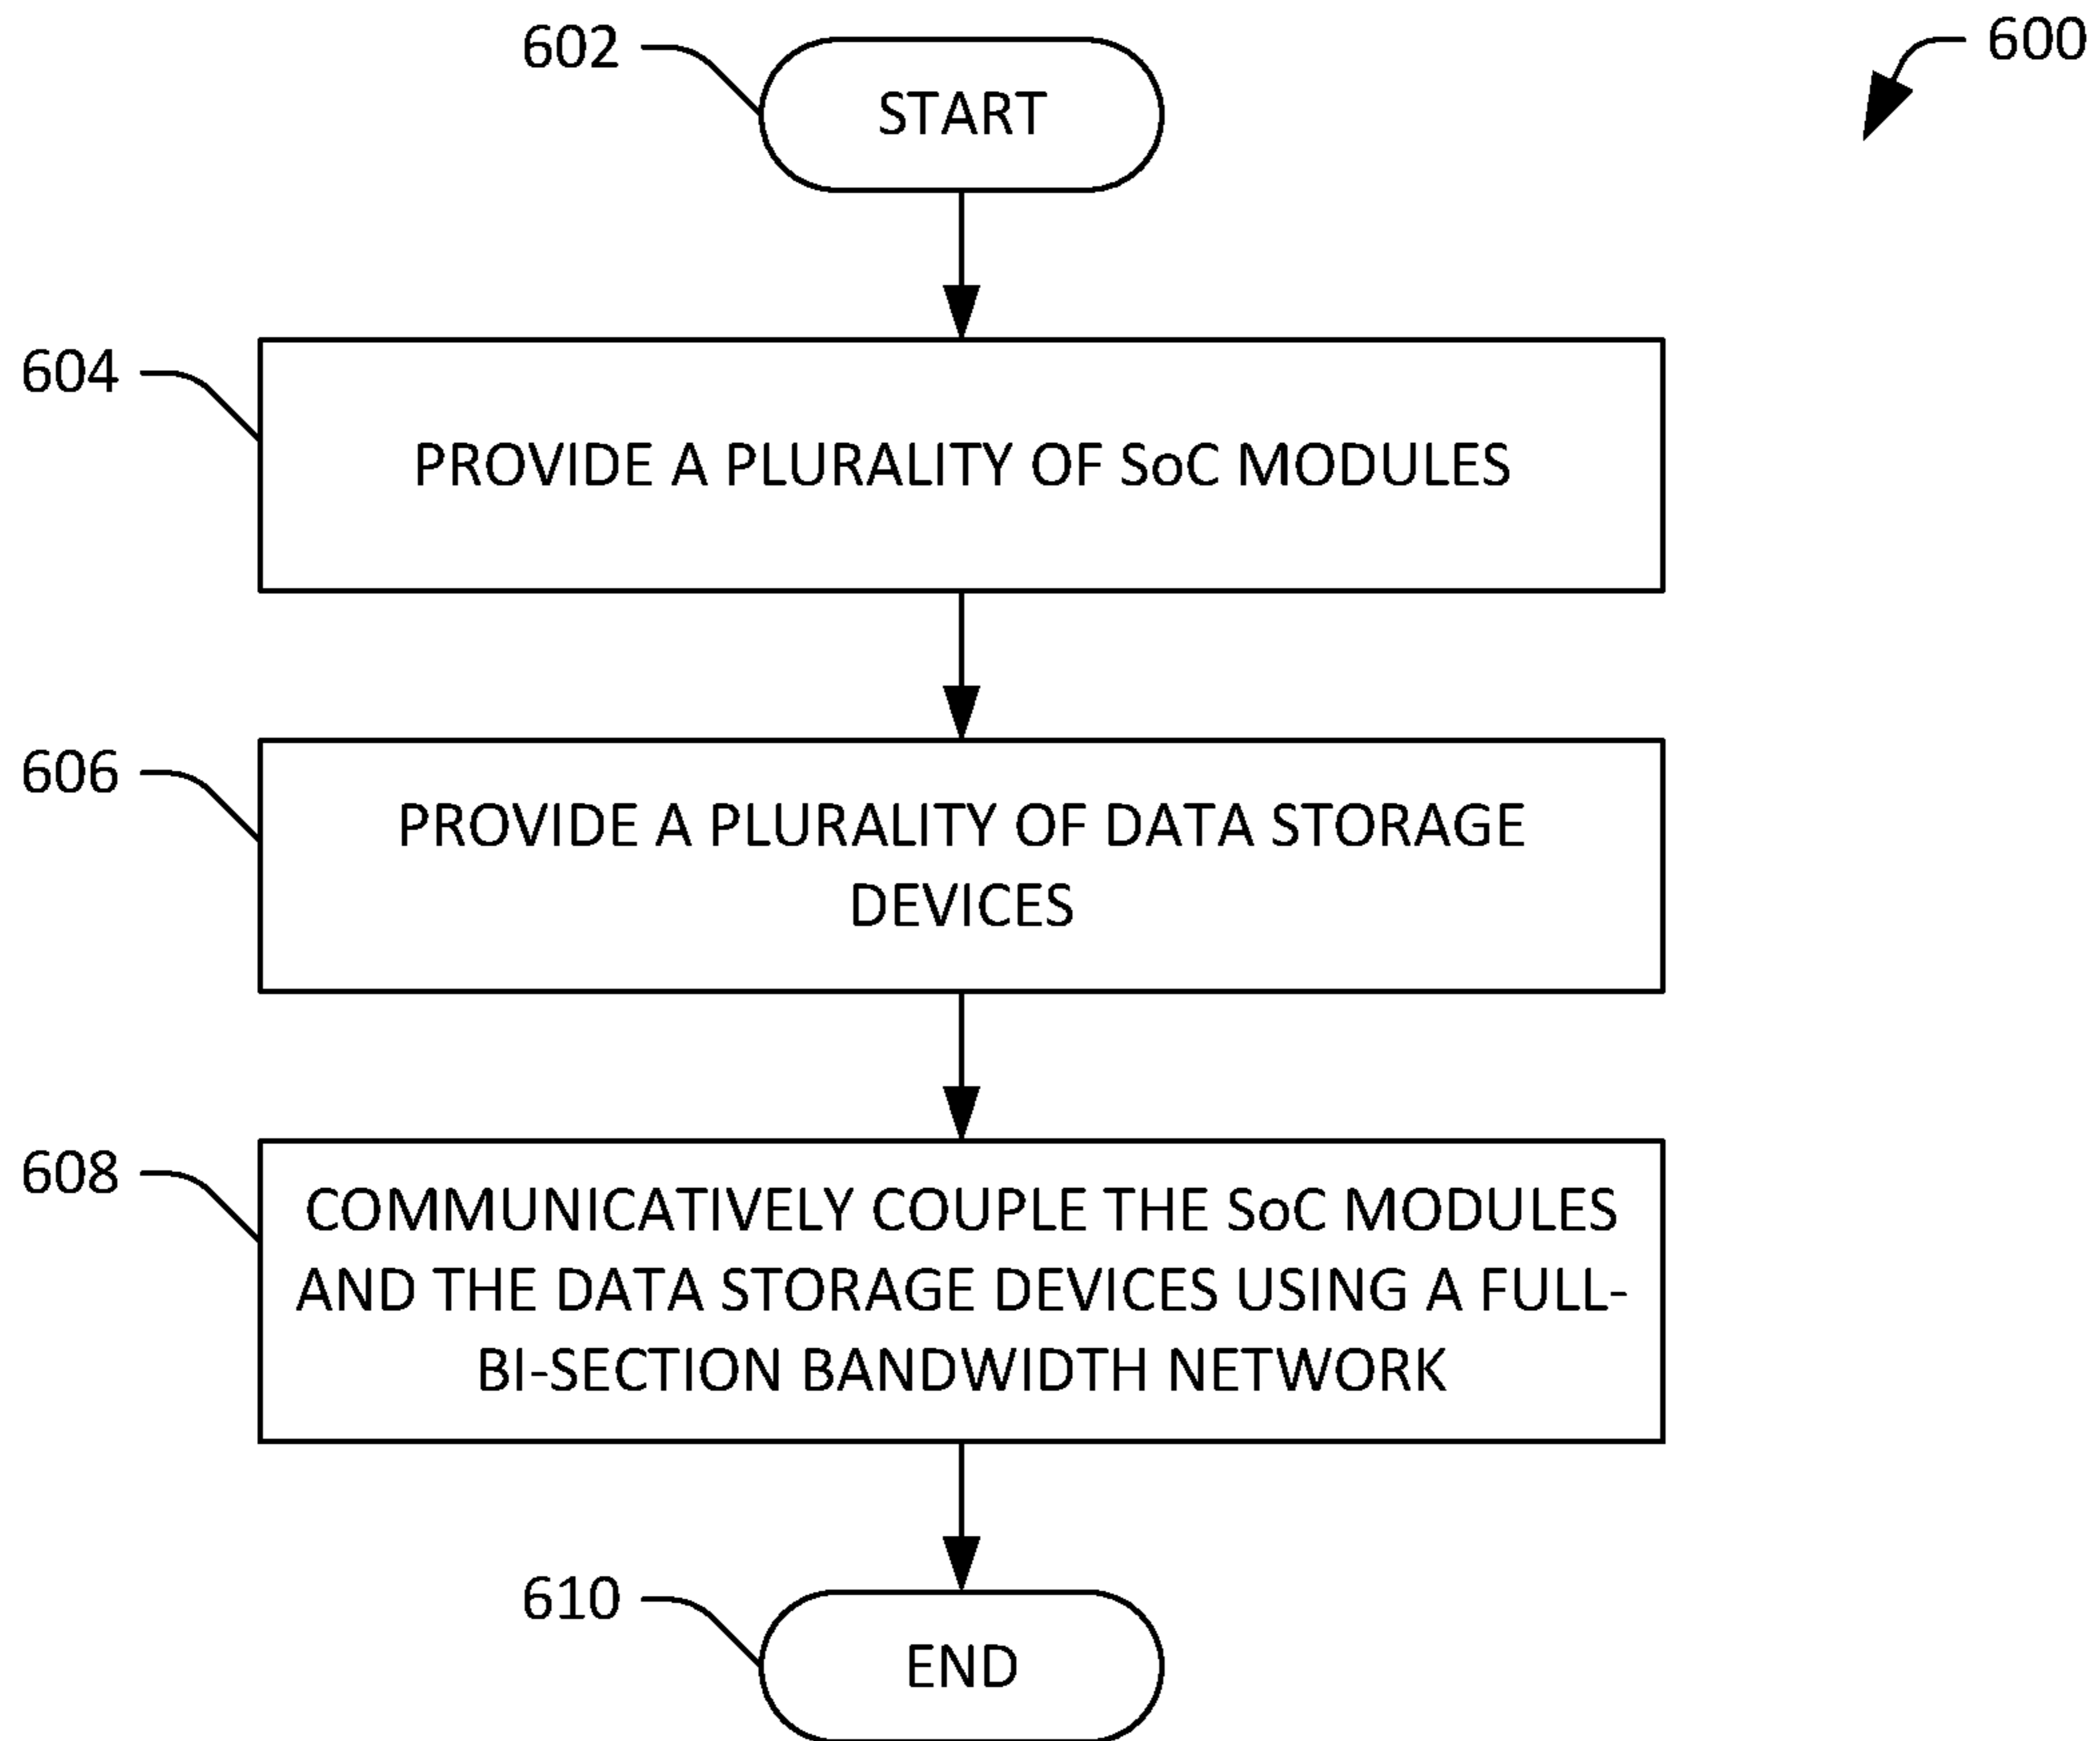 602
START
600
604
PROVIDE A PLURALITY OF SoC MODULES
606
PROVIDE A PLURALITY OF DATA STORAGE
DEVICES
608
COMMUNICATIVELY COUPLE THE SoC MODULES
AND THE DATA STORAGE DEVICES USING A FULL-
BI-SECTION BANDWIDTH NETWORK
610
END